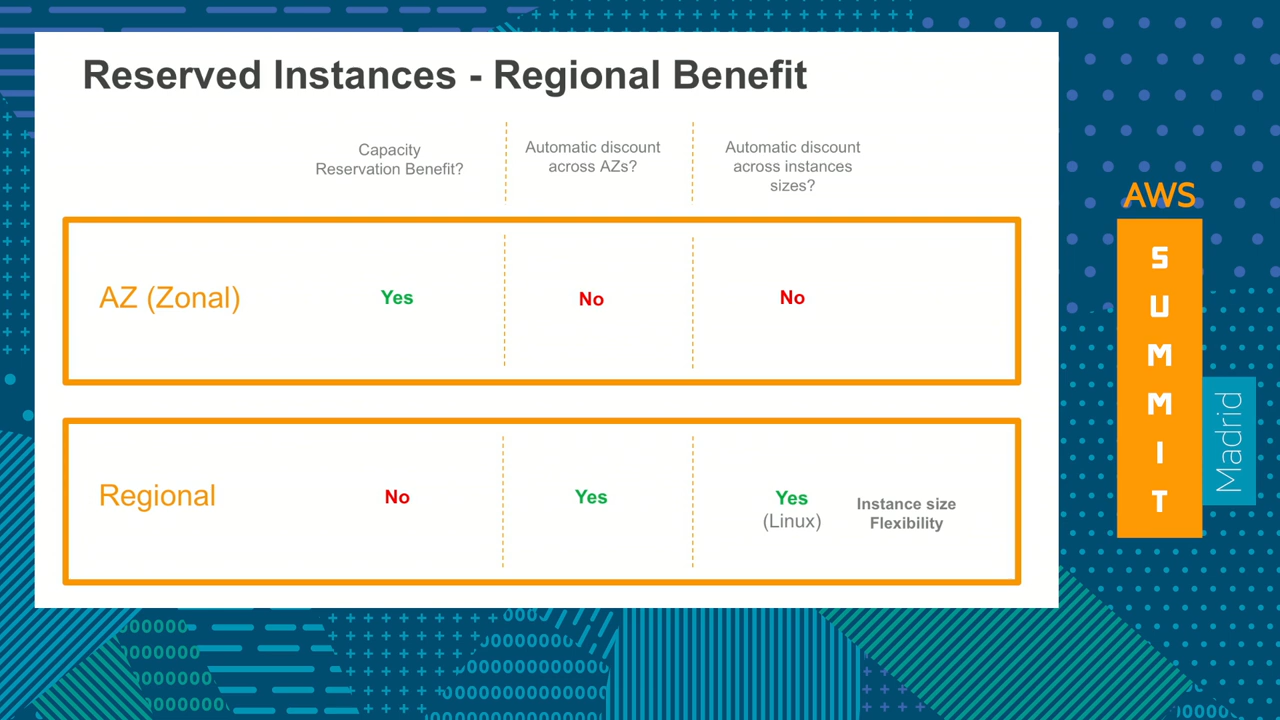 Reserved Instances - Regional Benefit
Capacity
Reservation Benefit?
Automatic discount
across AZs?
Automatic discount
across instances
sizes?
AZ (Zonal)
Yes
No
No
Regional
No
Yes
Yes
(Linux)
Instance size
Flexibility
AWS
SUMMIT
Madrid